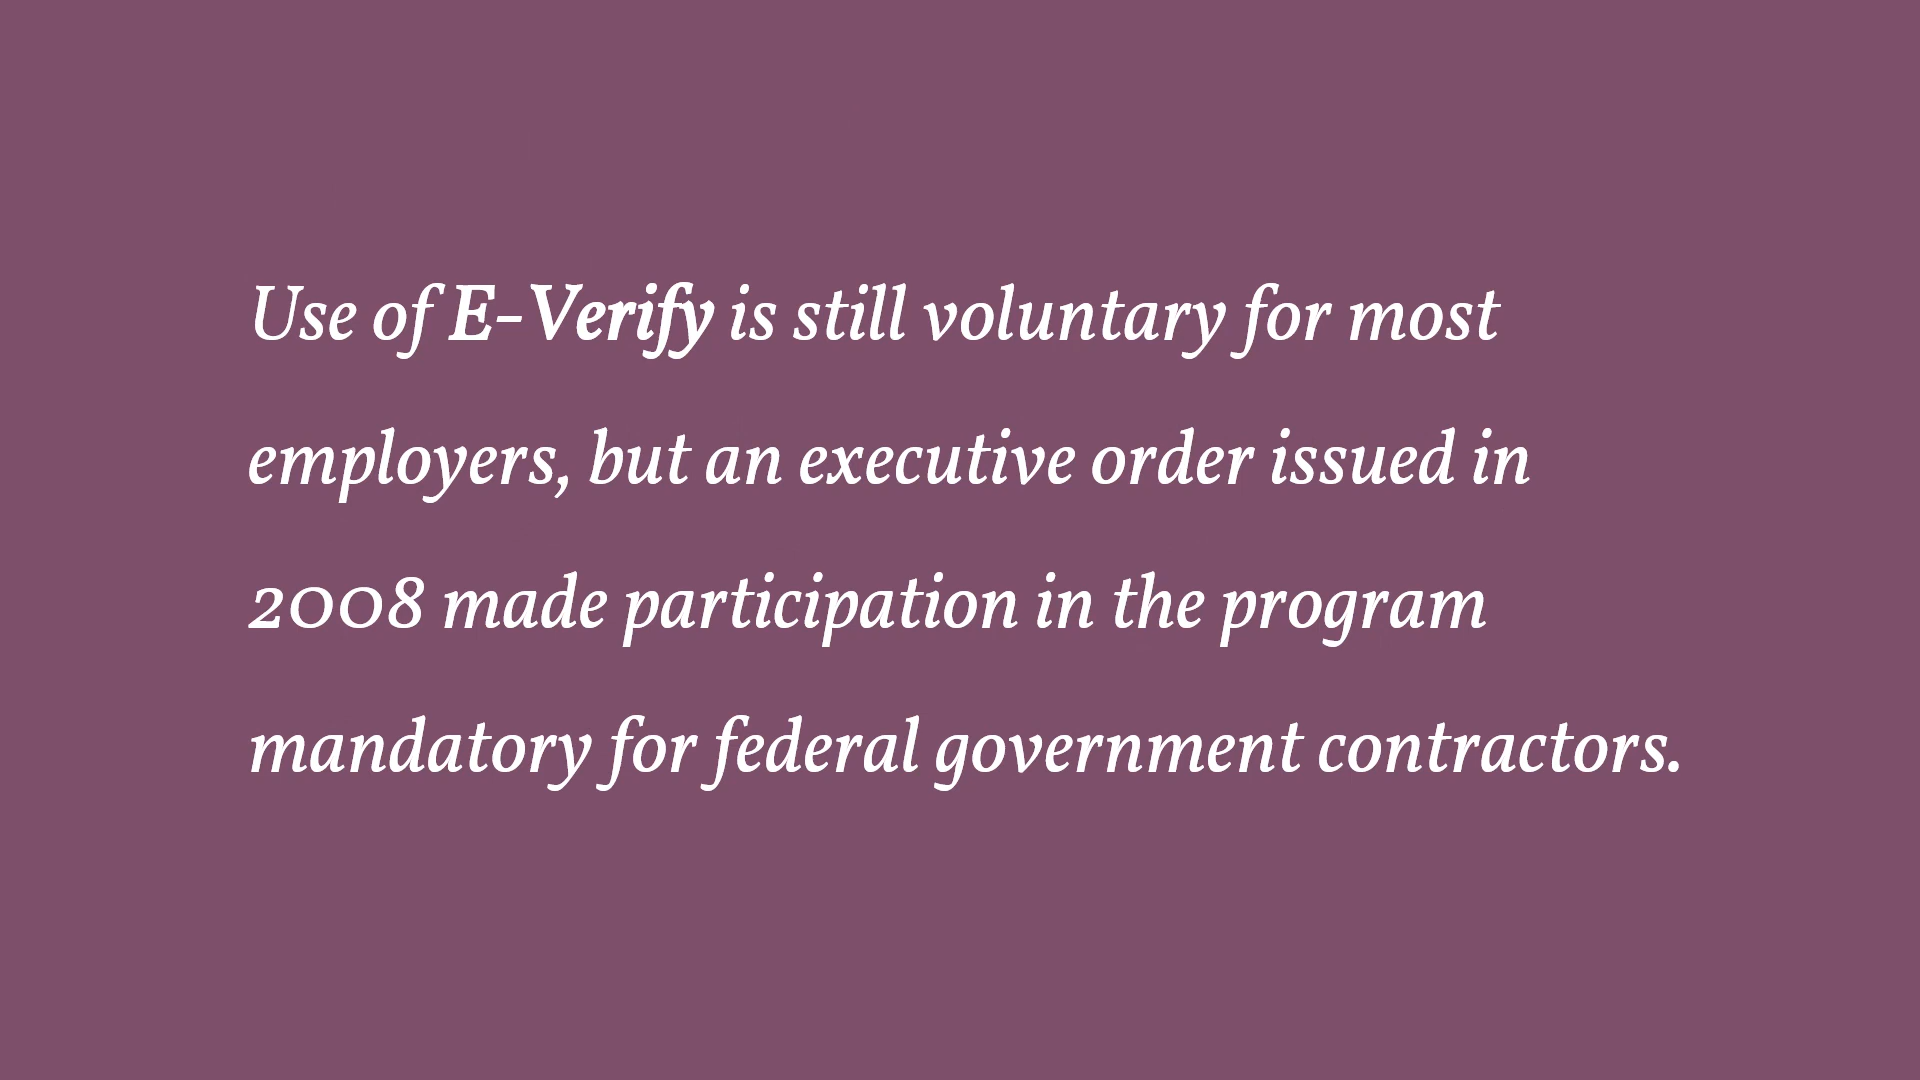 Use of E-Verify is still voluntary for most
employers, but an executive order issued in
2008 made participation in the program
mandatory for federal government contractors.